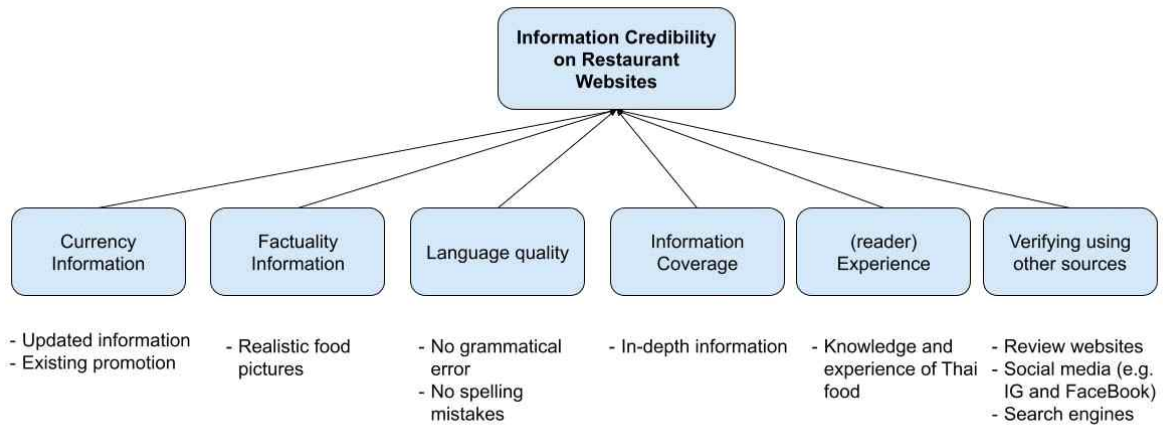 Information Credibility
on Restaurant
Websites
Currency
Information
Factuality
Information
Language quality
Information
Coverage
(reader)
Experience
Verifying using
other sources
- Updated information
- Existing promotion
- Realistic food
pictures
- No grammatical
error
- No spelling
mistakes
- In-depth information
- Knowledge and
experience of Thai
food
- Review websites
- Social media (e.g.
IG and FaceBook)
- Search engines